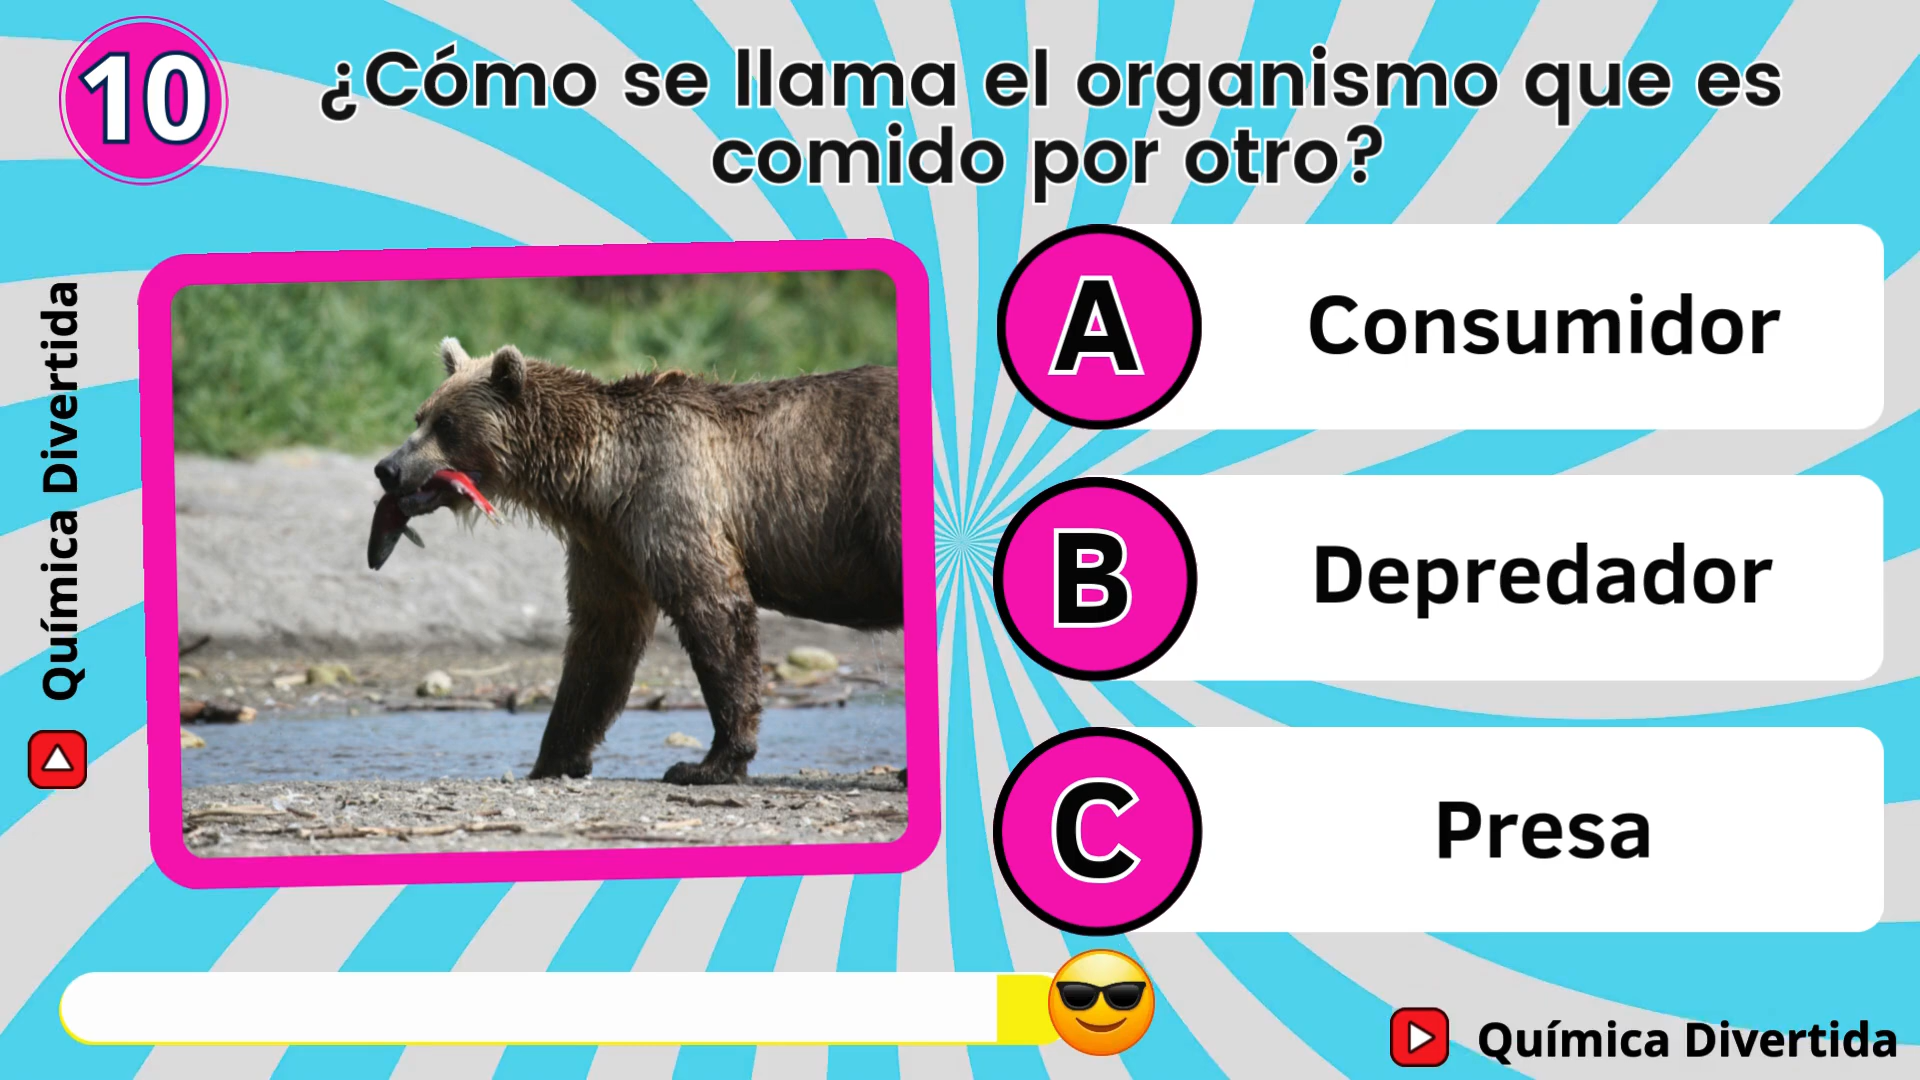 10
¿Cómo se llama el organismo que es
comido por otro?
A
Consumidor
B
Depredador
C
Presa
Química Divertida
Química Divertida